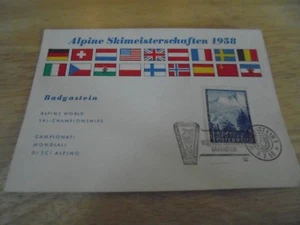 Alpine Skimeisterschaften 1958
Badgastein
ALPINE WORLD
SKI-CHAMPIONSHIPS
CAMPIONATI
MONDIALI
DI SCI ALPINO